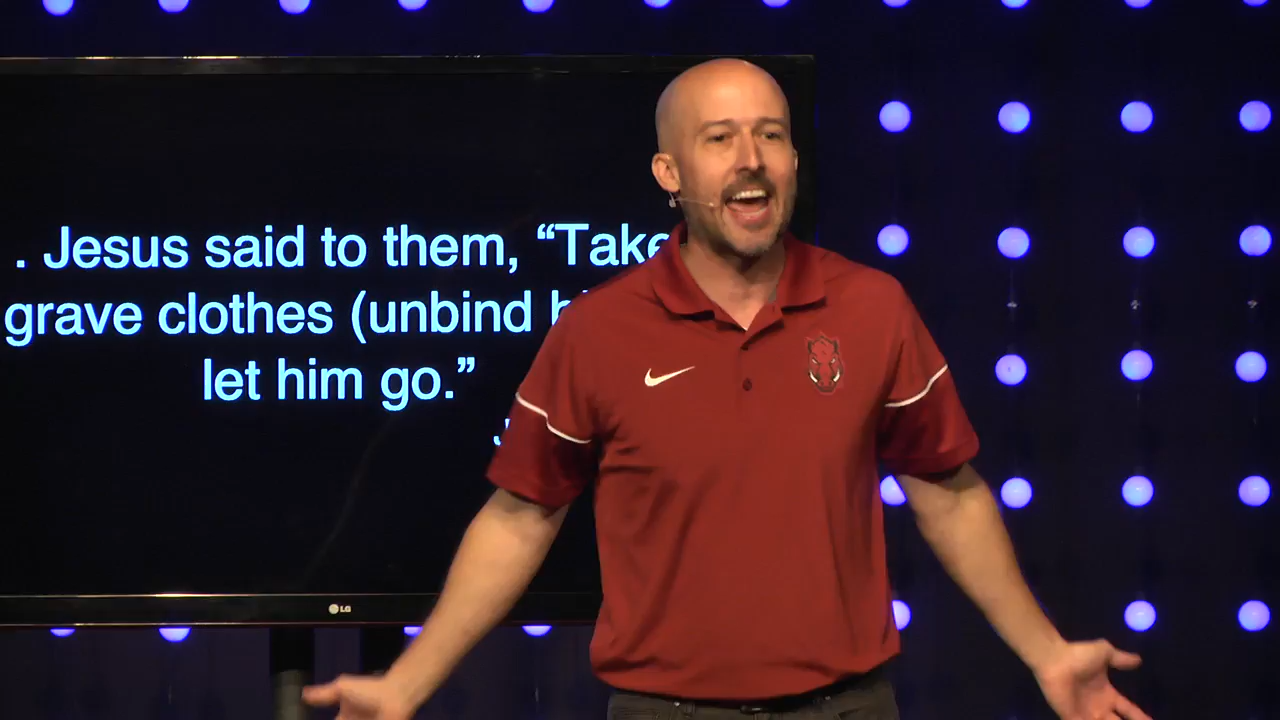 . Jesus said to them, “Take
grave clothes (unbind
let him go.”
LG